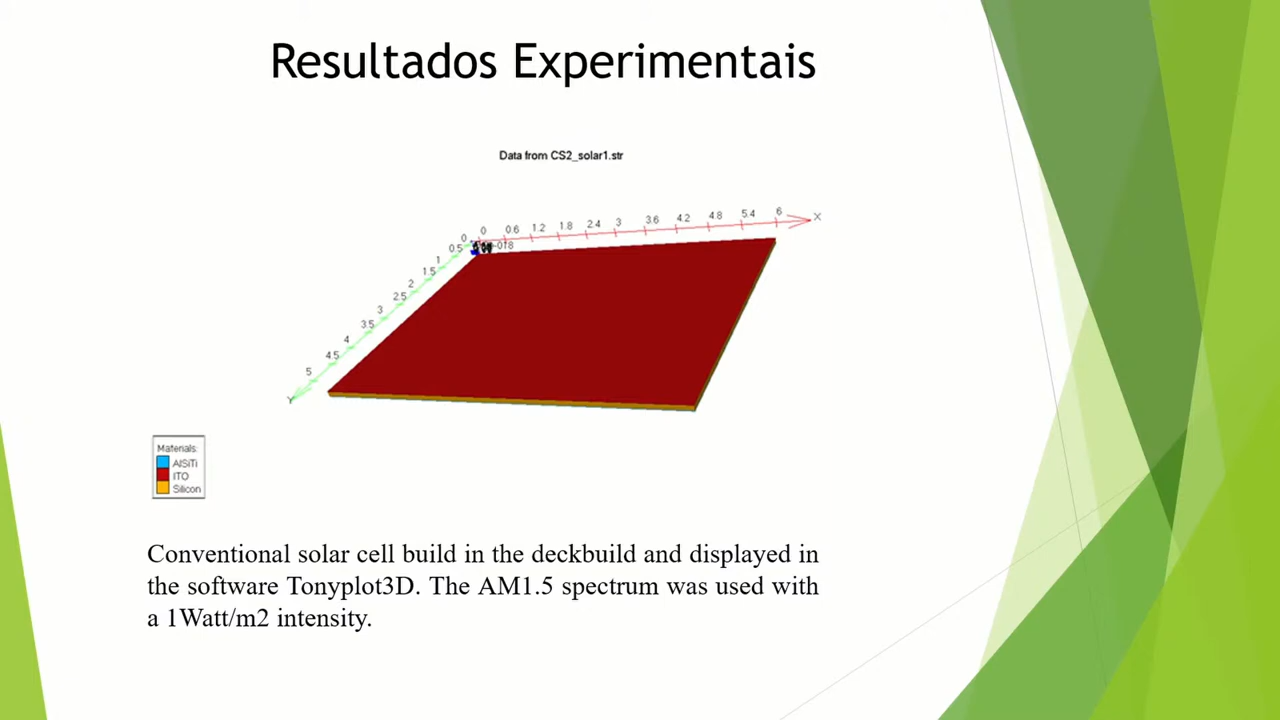 Resultados Experimentais
Data from CS2_solar1.str
0 0.6 1.2 1.8 2.4 3 3.6 4.2 4.8 5.4 6 X
0
0.5
1
1.5
2
2.5
3
3.5
4
4.5
5
Y
Materials:
AlSiTi
ITO
Silicon
Conventional solar cell build in the deckbuild and displayed in
the software Tonyplot3D. The AM1.5 spectrum was used with
a 1Watt/m2 intensity.